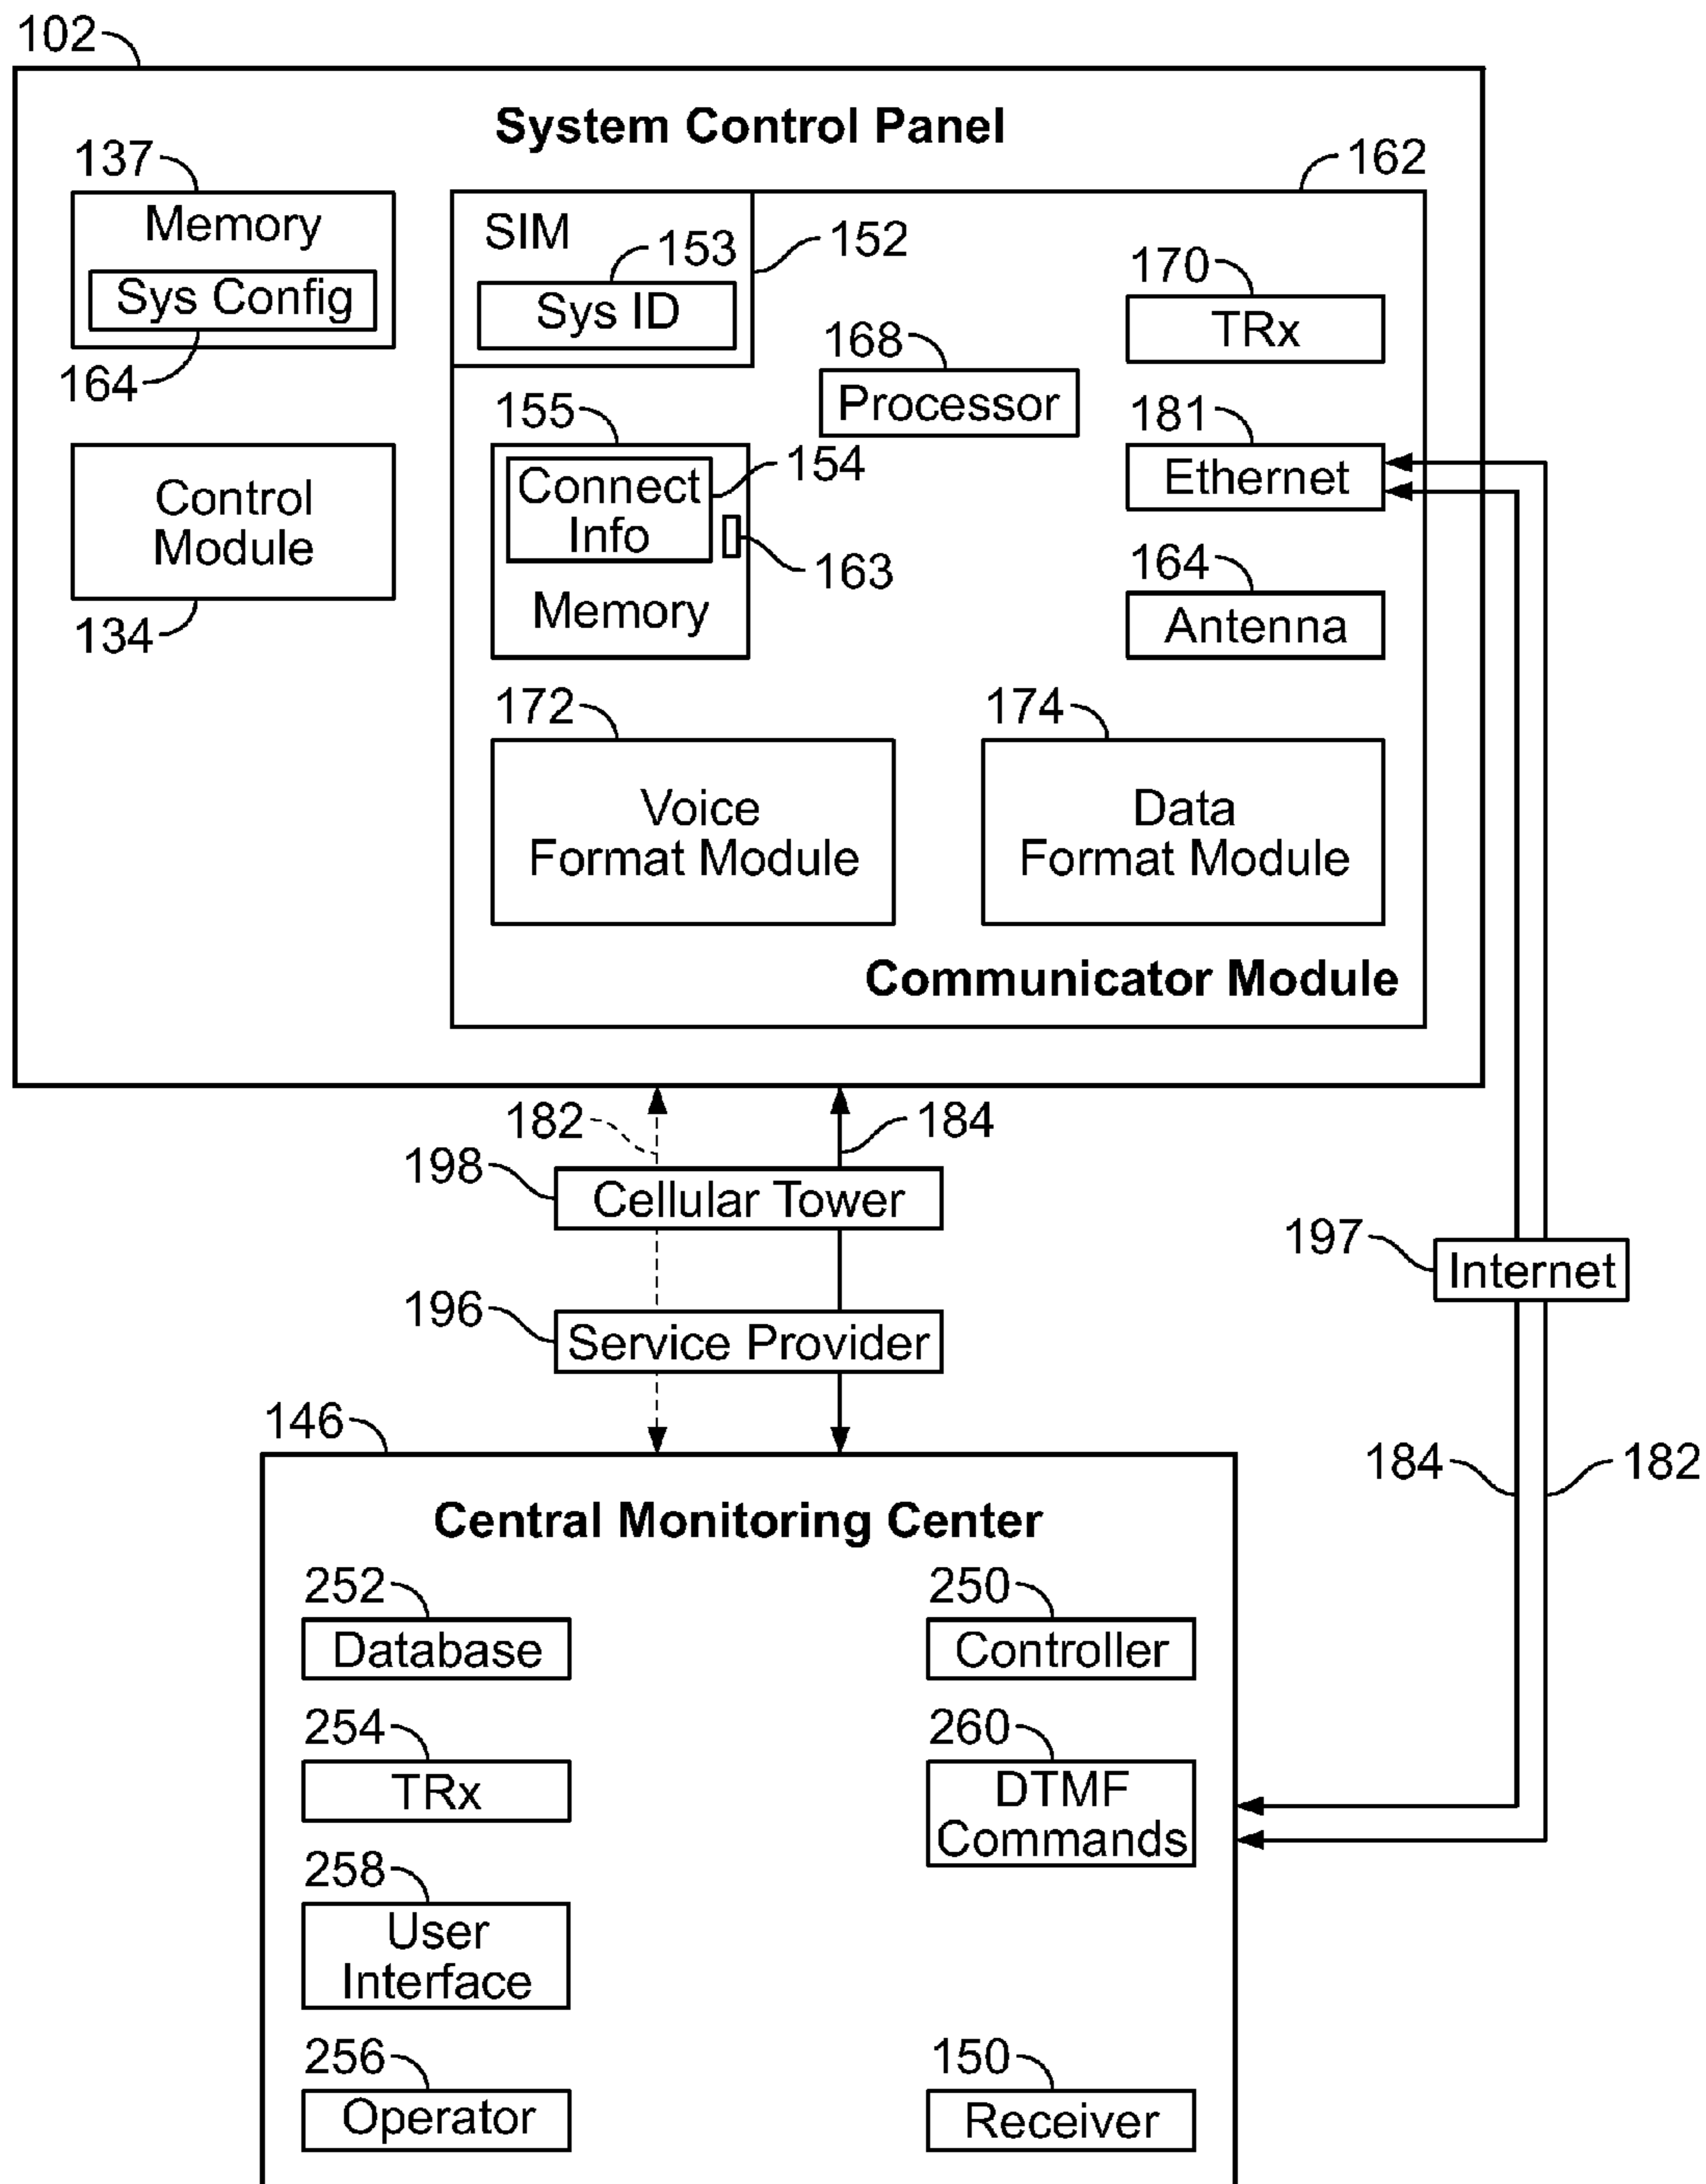 102
System Control Panel
137
Memory
Sys Config
164
Control
Module
134
162
SIM
153
152
Sys ID
168
Processor
170
TRx
155
154
Connect
Info
163
Memory
181
Ethernet
164
Antenna
172
Voice
Format Module
174
Data
Format Module
Communicator Module
182
184
198
Cellular Tower
197
Internet
196
Service Provider
184
182
146
Central Monitoring Center
252
Database
250
Controller
254
TRx
260
DTMF
Commands
258
User
Interface
256
Operator
150
Receiver